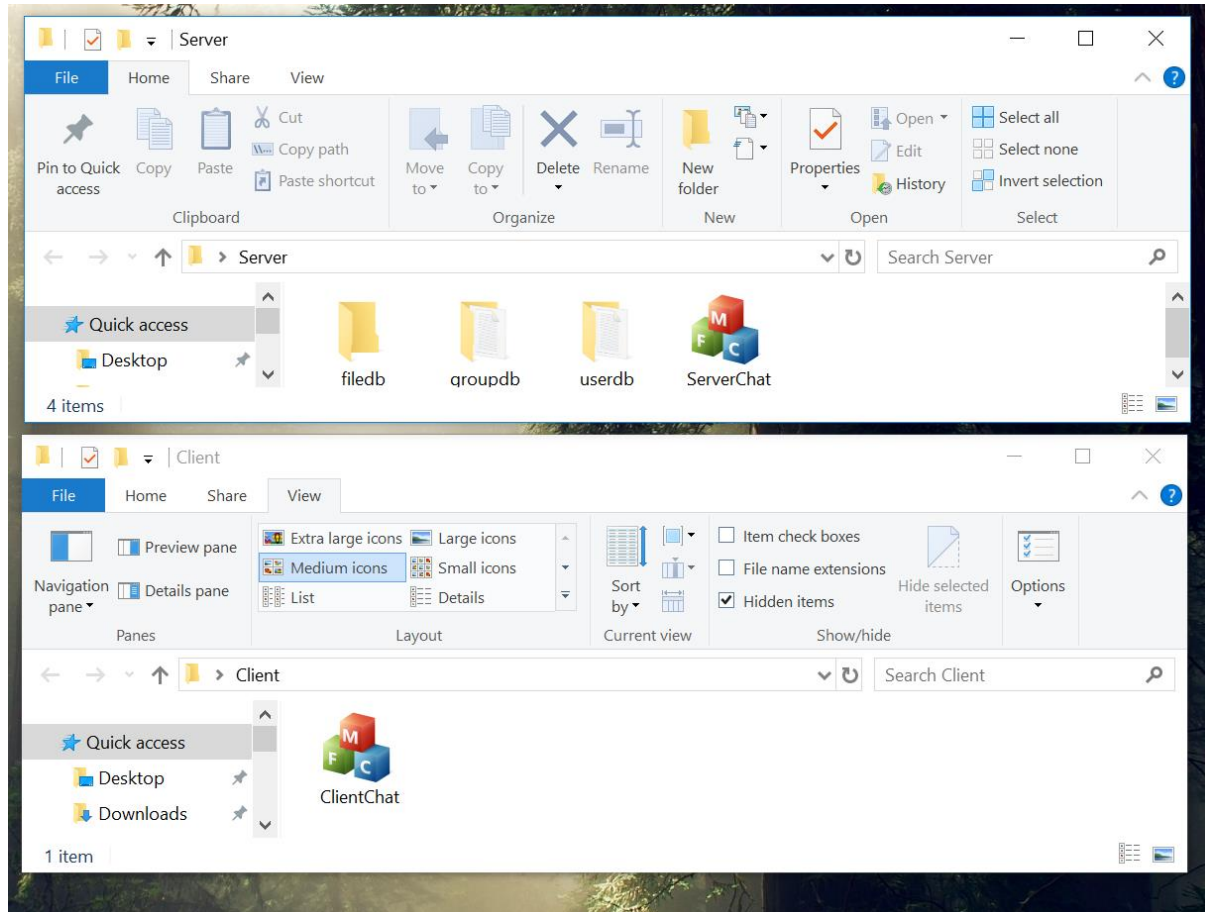 Server
File Home Share View
Pin to Quick access
Copy
Paste
Cut
Copy path
Paste shortcut
Clipboard
Move to
Copy to
Delete
Rename
Organize
New folder
New
Properties
Open
Edit
History
Open
Select all
Select none
Invert selection
Select
Server
Search Server
Quick access
Desktop
filedb
groupdb
userdb
M
F C
ServerChat
4 items
Client
File Home Share View
Navigation pane
Preview pane
Details pane
Panes
Extra large icons Large icons
Medium icons Small icons
List Details
Layout
Sort by
Current view
Item check boxes
File name extensions
Hidden items
Hide selected items
Show/hide
Options
Client
Search Client
Quick access
Desktop
Downloads
M
F C
ClientChat
1 item